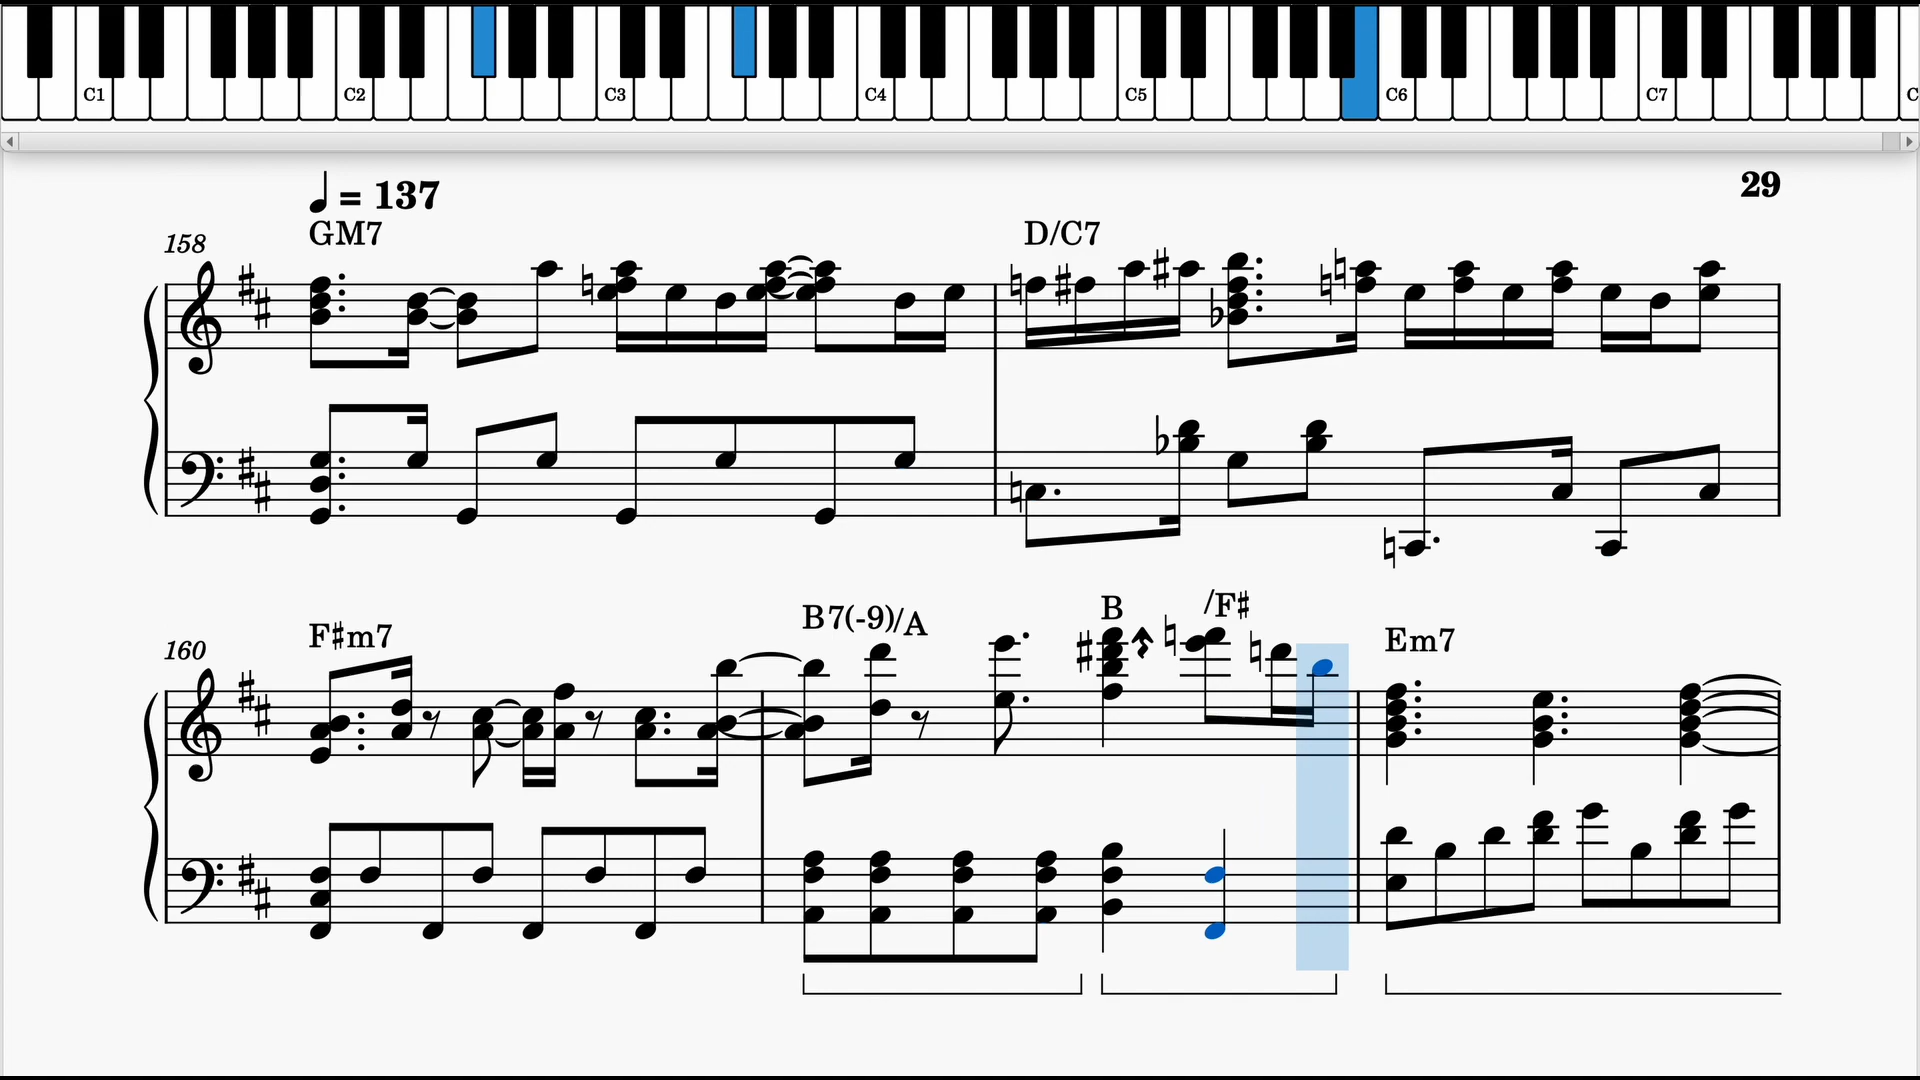 C1 C2 C3 C4 C5 C6 C7 C
♩ = 137
29
GM7 D/C7
158
F♯m7 B7(-9)/A B /F♯ Em7
160